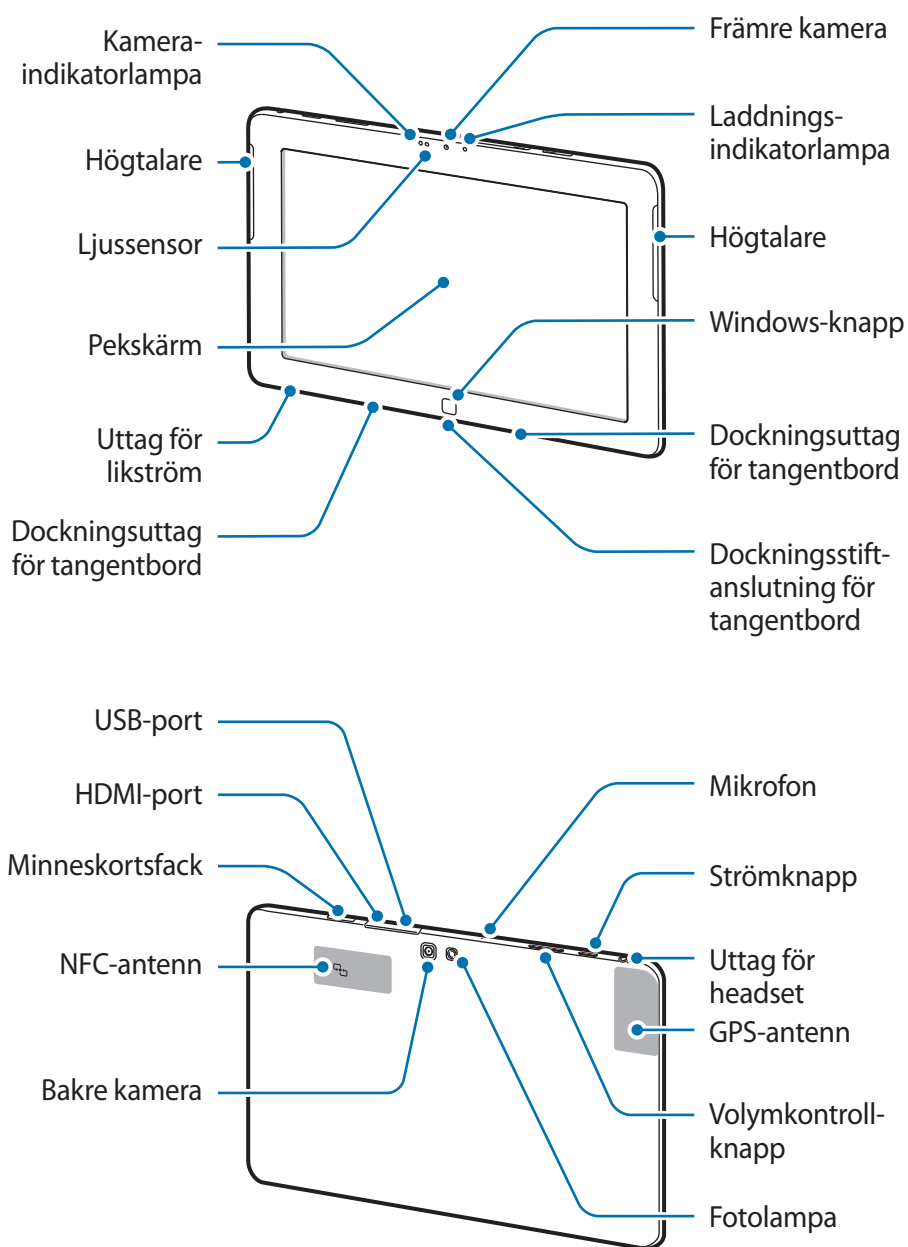 Kamera-
indikatorlampa
Högtalare
Ljussensor
Pekskärm
Uttag för
likström
Dockningsuttag
för tangentbord
Främre kamera
Laddnings-
indikatorlampa
Högtalare
Windows-knapp
Dockningsuttag
för tangentbord
Dockningsstift-
anslutning för
tangentbord
USB-port
HDMI-port
Minneskortsfack
NFC-antenn
Bakre kamera
Mikrofon
Strömknapp
Uttag för
headset
GPS-antenn
Volymkontroll-
knapp
Fotolampa